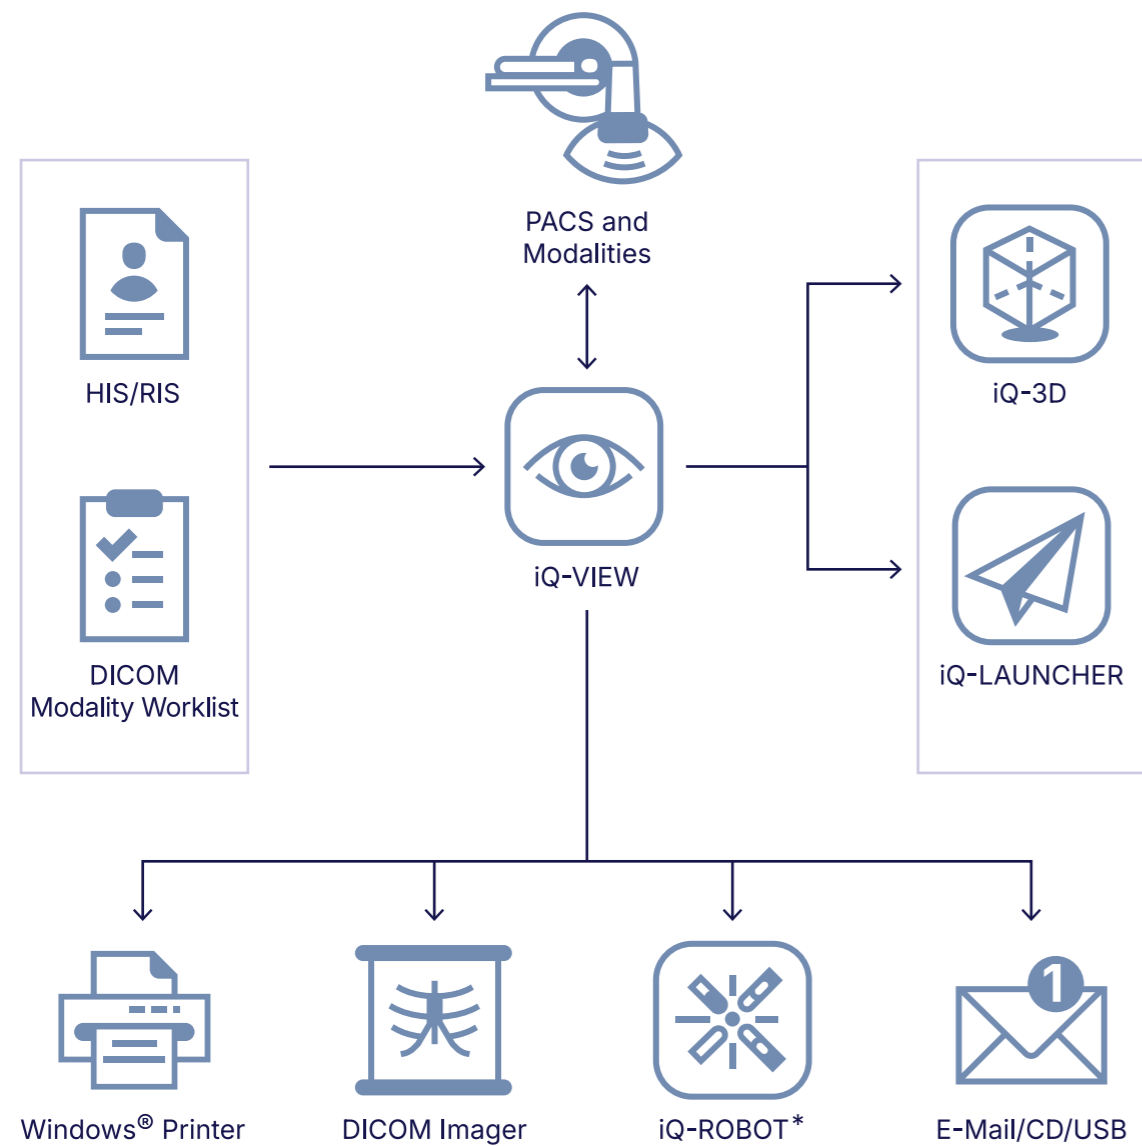 PACS and
Modalities
HIS/RIS
iQ-3D
iQ-VIEW
DICOM
Modality Worklist
iQ-LAUNCHER
1
Windows® Printer
DICOM Imager
iQ-ROBOT*
E-Mail/CD/USB